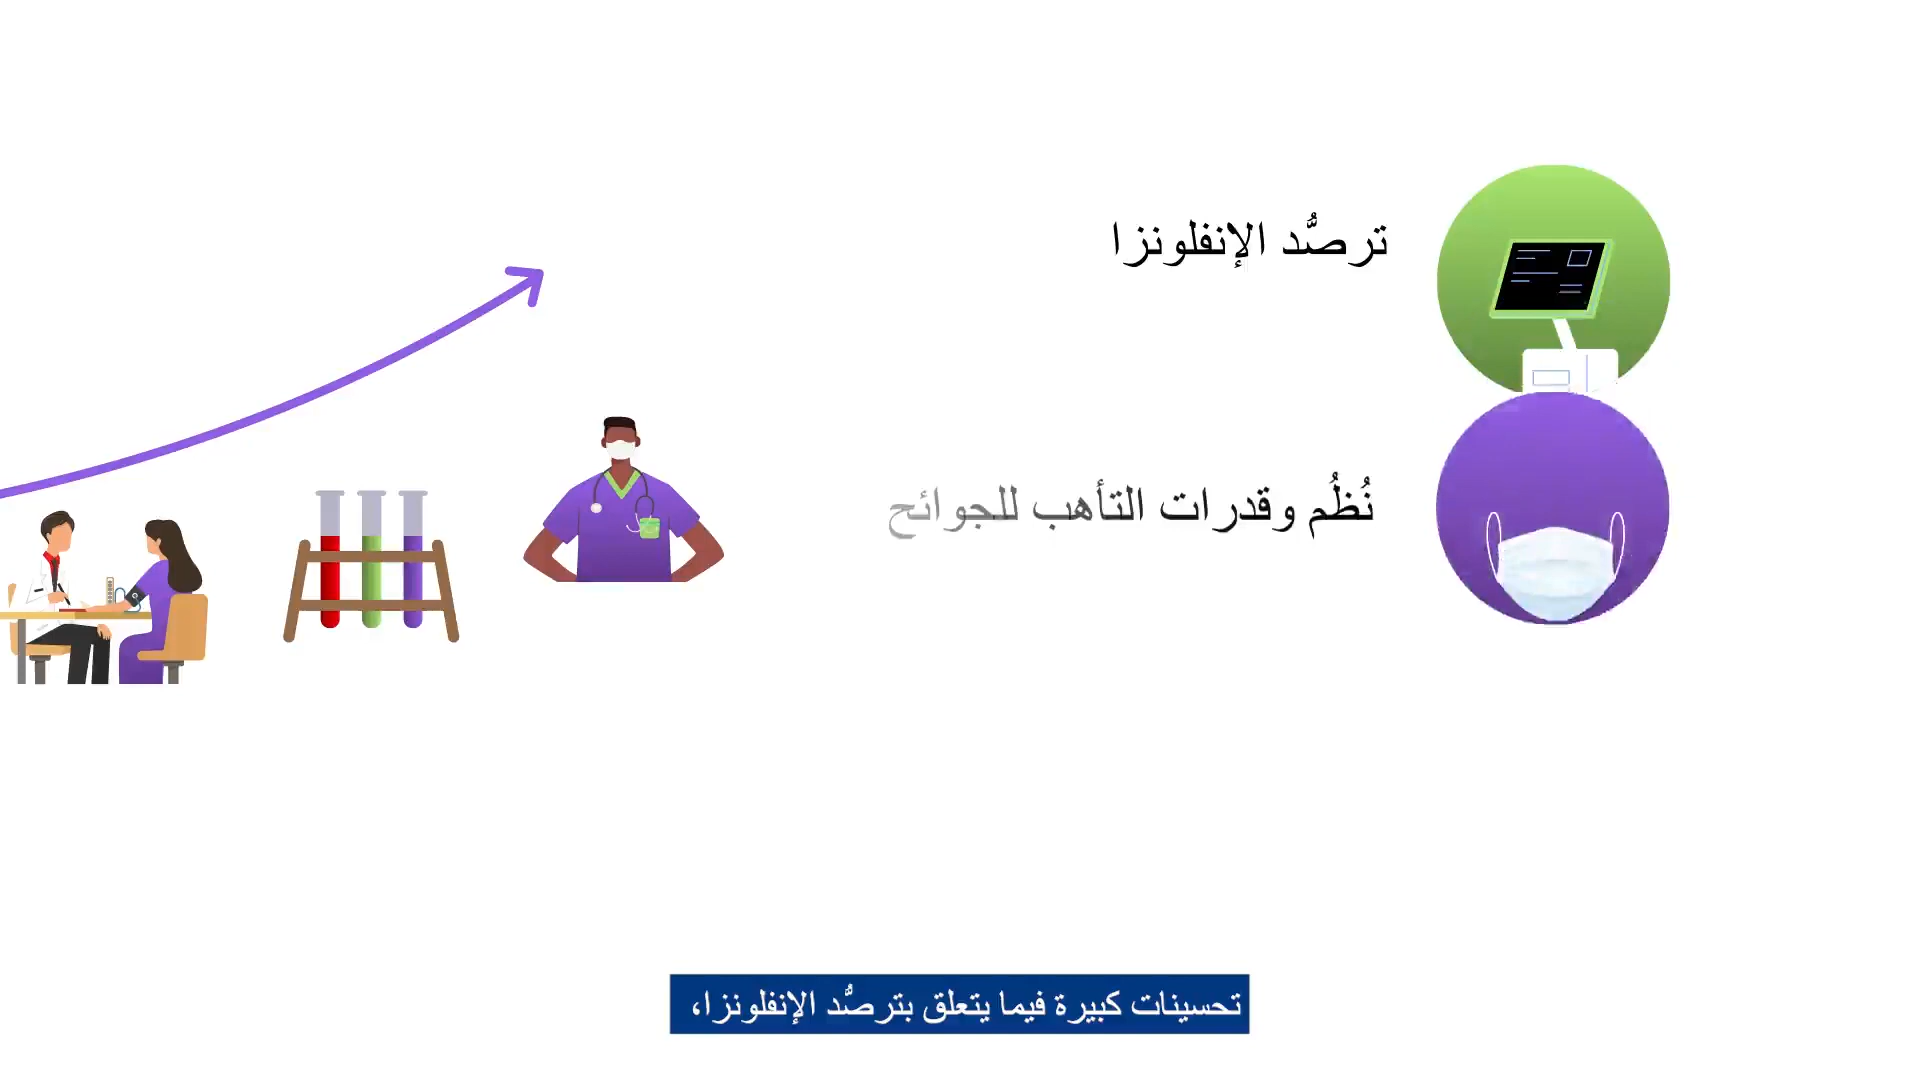 ترصُّد الإنفلونزا
نُظُم وقدرات التأهب للجوائح
تحسينات كبيرة فيما يتعلق بترصُّد الإنفلونزا،